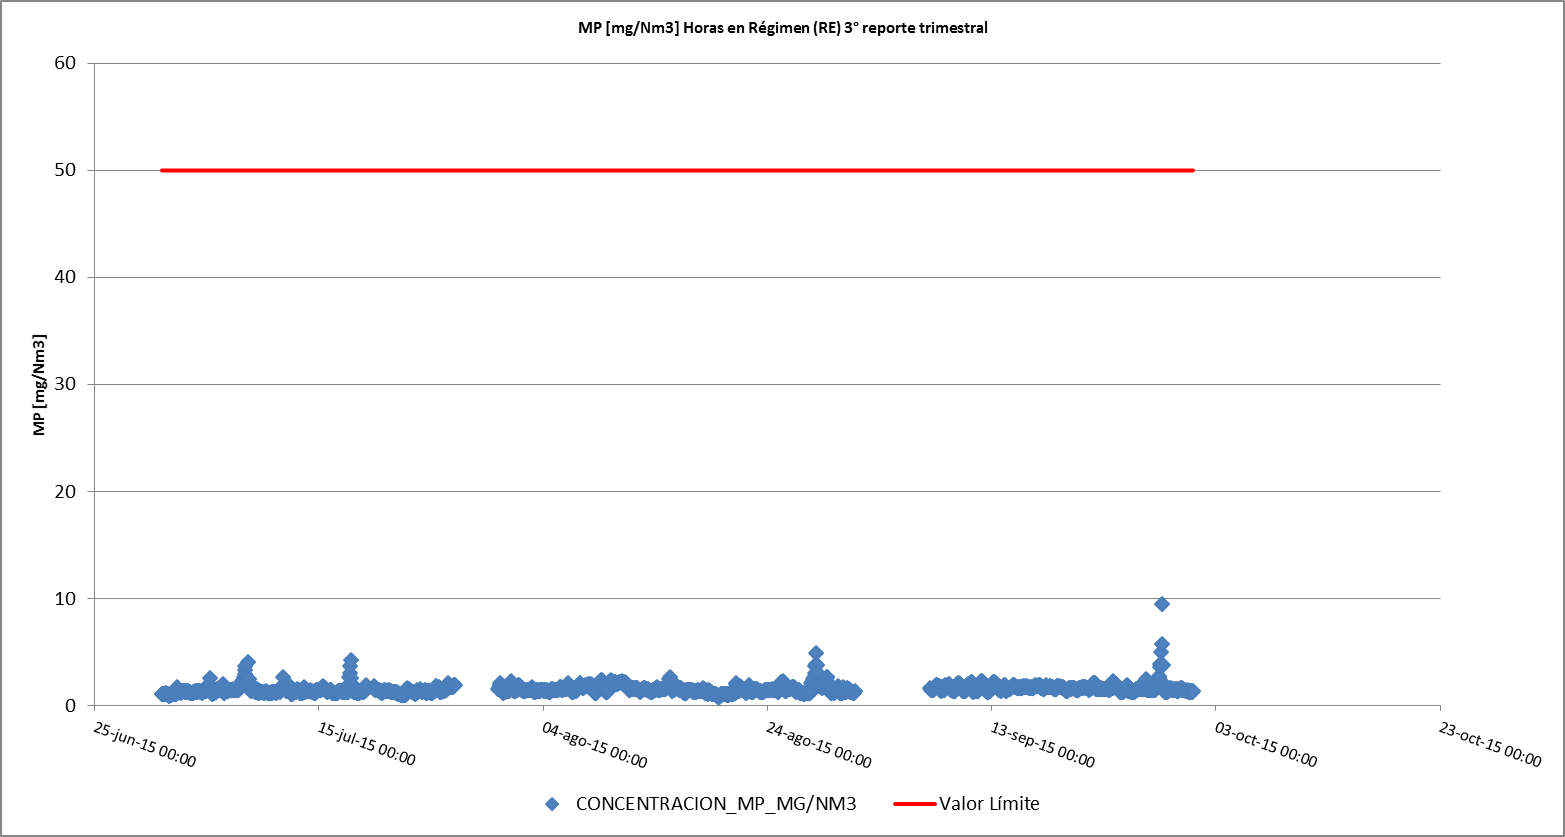 MP [mg/Nm3] Horas en Régimen (RE) 3° reporte trimestral
60
50
40
30
20
10
0
MP [mg/Nm3]
25-jun-15 00:00
15-jul-15 00:00
04-ago-15 00:00
24-ago-15 00:00
13-sep-15 00:00
03-oct-15 00:00
23-oct-15 00:00
CONCENTRACION_MP_MG/NM3
Valor Límite